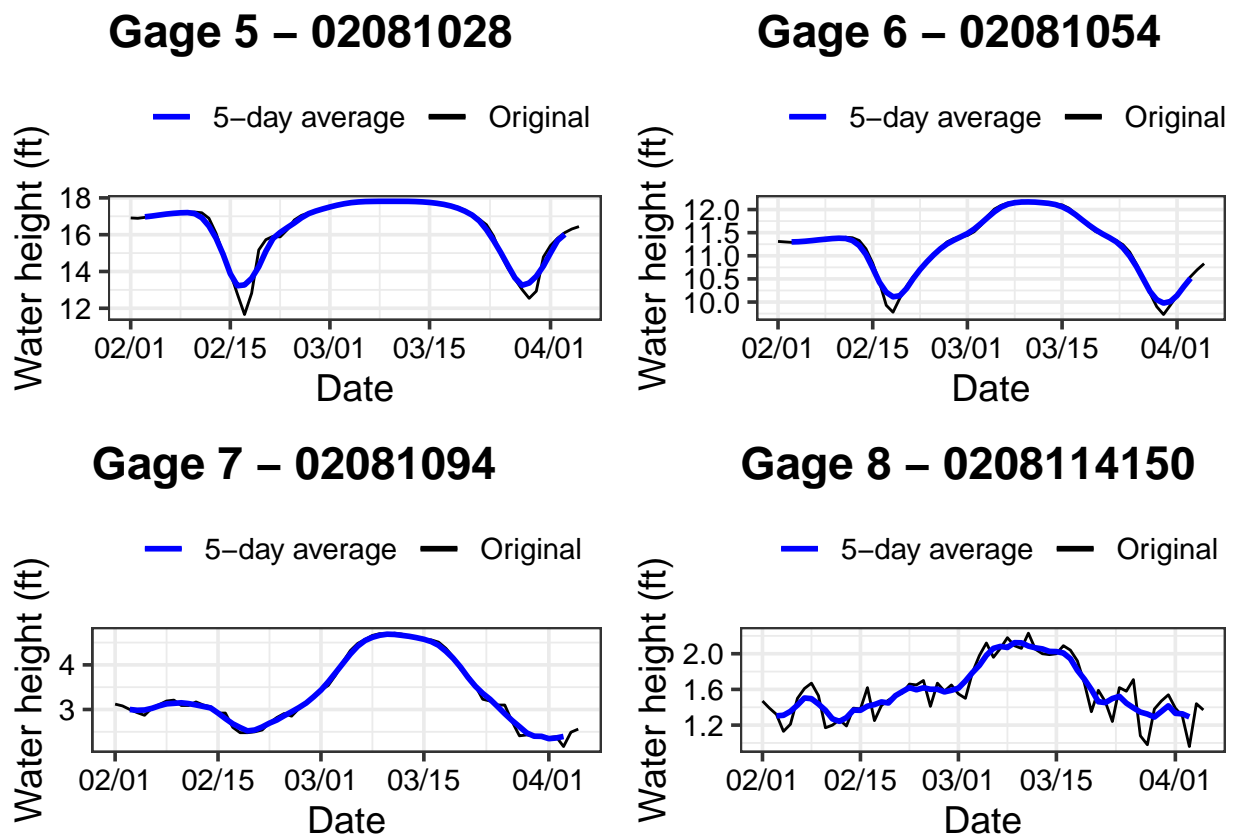 Gage 5 – 02081028
5−day average Original
Water height (ft)
18
16
14
12
02/01 02/15 03/01 03/15 04/01
Date
Gage 6 – 02081054
5−day average Original
Water height (ft)
12.0
11.5
11.0
10.5
10.0
02/01 02/15 03/01 03/15 04/01
Date
Gage 7 – 02081094
5−day average Original
Water height (ft)
4
3
02/01 02/15 03/01 03/15 04/01
Date
Gage 8 – 0208114150
5−day average Original
Water height (ft)
2.0
1.6
1.2
02/01 02/15 03/01 03/15 04/01
Date